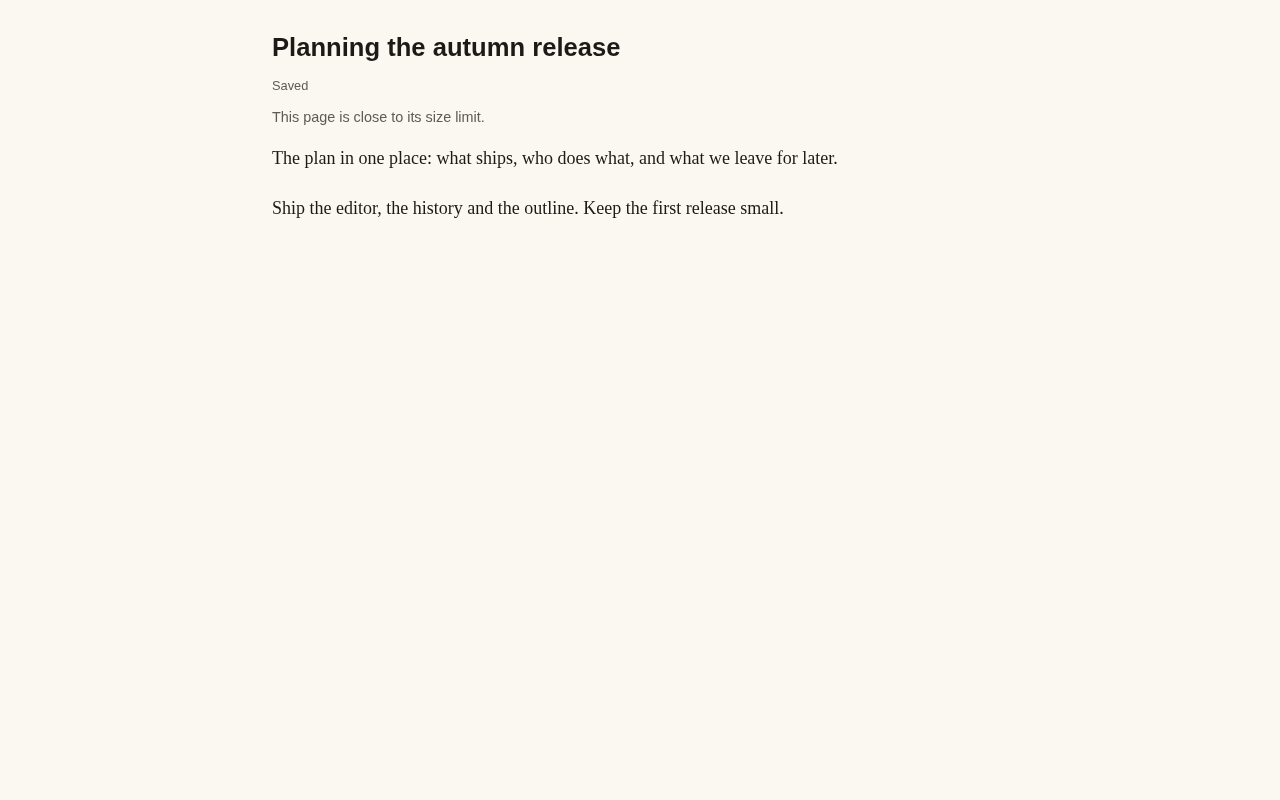 Planning the autumn release
Saved
This page is close to its size limit.
The plan in one place: what ships, who does what, and what we leave for later.
Ship the editor, the history and the outline. Keep the first release small.